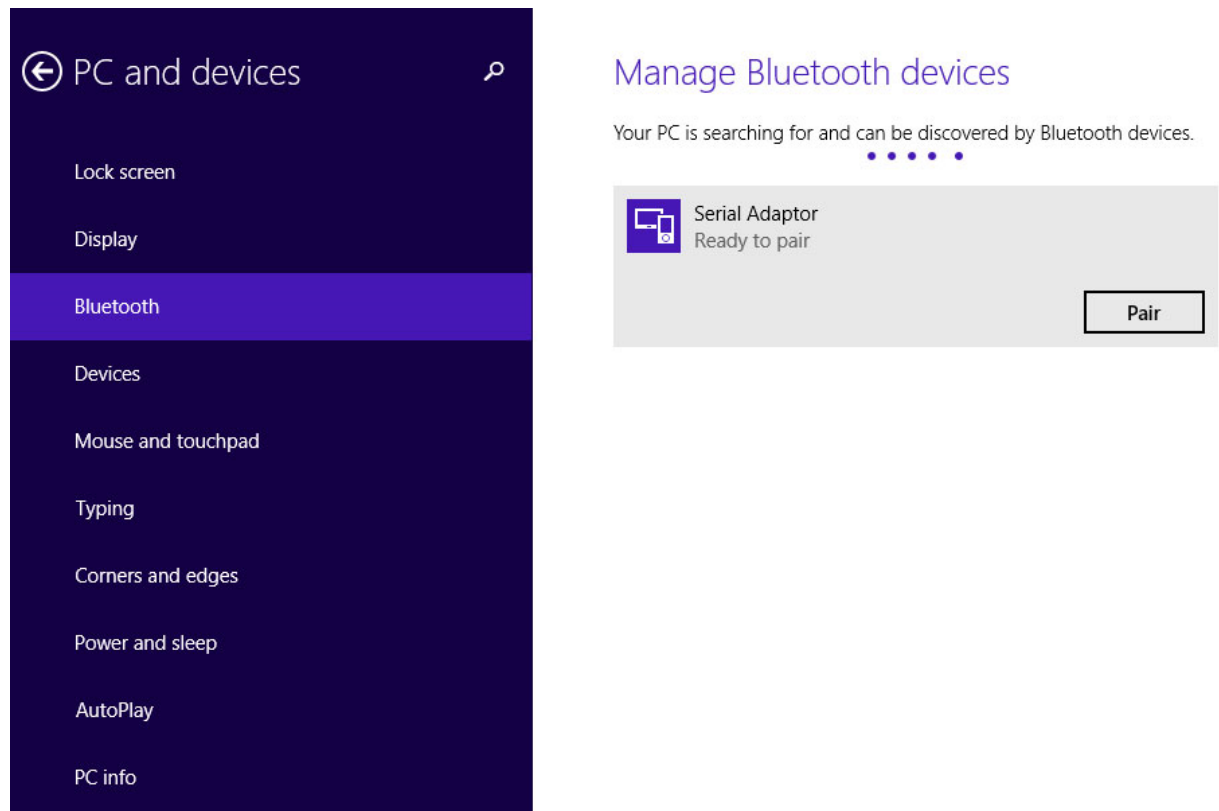 PC and devices
Lock screen
Display
Bluetooth
Devices
Mouse and touchpad
Typing
Corners and edges
Power and sleep
AutoPlay
PC info
Manage Bluetooth devices
Your PC is searching for and can be discovered by Bluetooth devices.
Serial Adaptor
Ready to pair
Pair